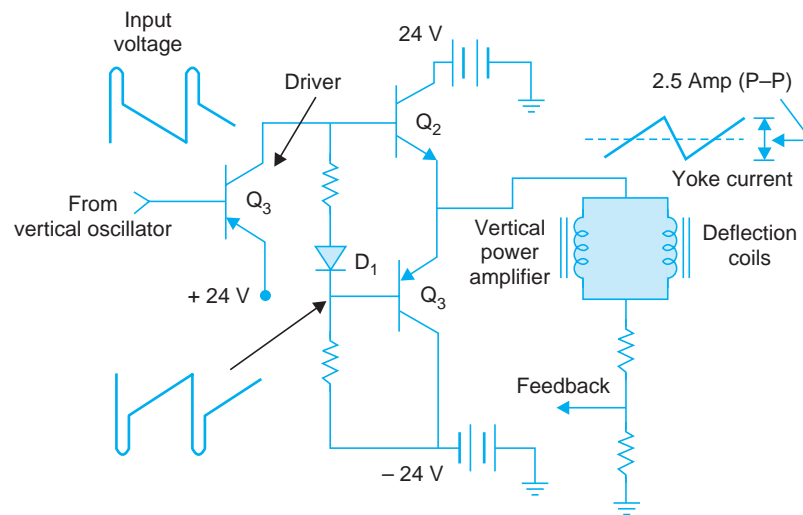 Input
voltage
24 V
2.5 Amp (P–P)
Driver
Q2
Yoke current
Q3
From
vertical oscillator
Vertical
power
amplifier
Deflection
coils
D1
+ 24 V
Q3
Feedback
– 24 V